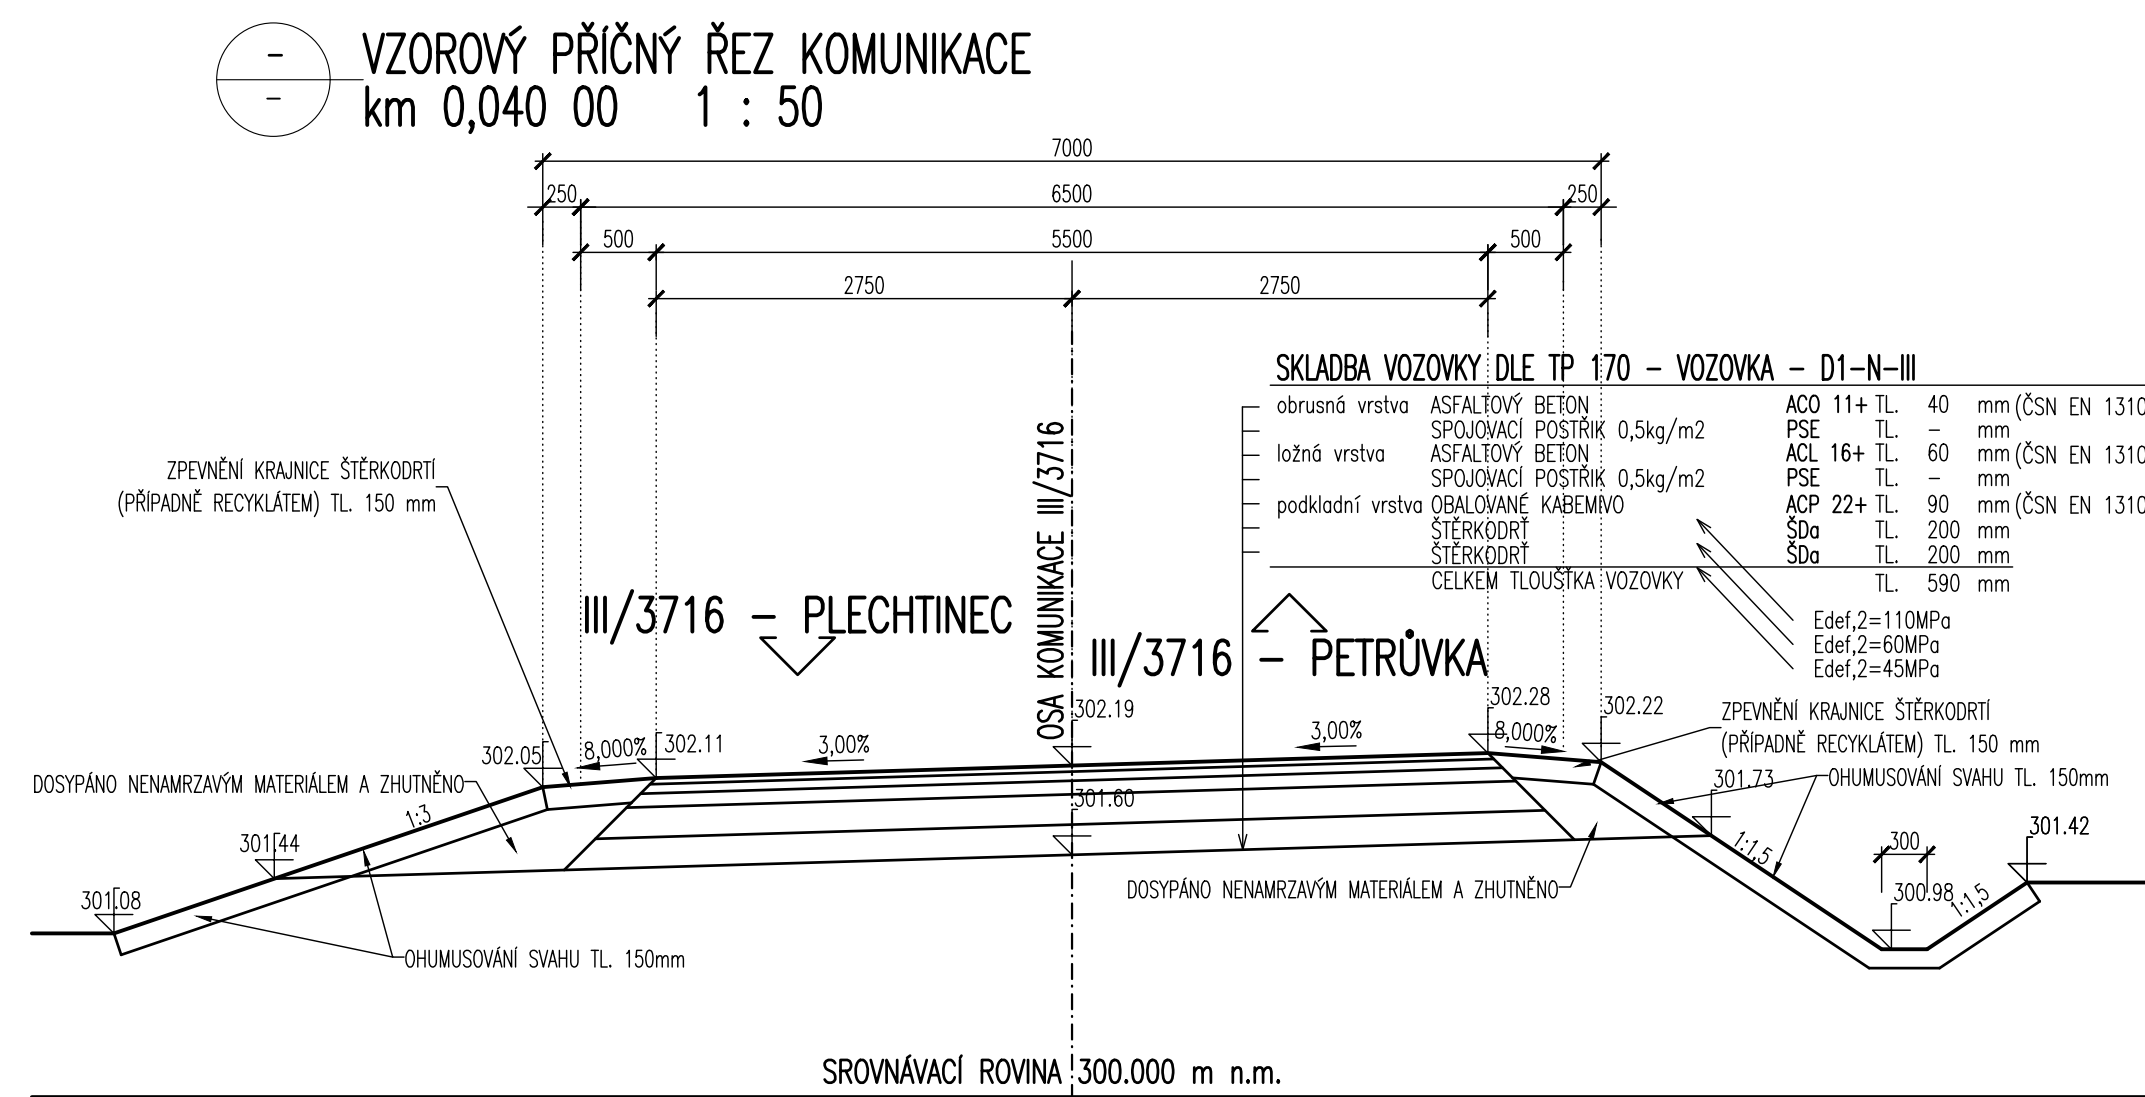 -
-
VZOROVÝ PŘÍČNÝ ŘEZ KOMUNIKACE
km 0,040 00 1 : 50
7000
250 6500 250
500 5500 500
2750 2750
SKLADBA VOZOVKY DLE TP 170 - VOZOVKA - D1-N-III
obrusná vrstva ASFALTOVÝ BETON ACO 11+ TL. 40 mm (ČSN EN 1310
SPOJOVACÍ POSTŘIK 0,5kg/m2 PSE TL. - mm
ložná vrstva ASFALTOVÝ BETON ACL 16+ TL. 60 mm (ČSN EN 1310
SPOJOVACÍ POSTŘIK 0,5kg/m2 PSE TL. - mm
podkladní vrstva OBALOVANÉ KABEMIVO ACP 22+ TL. 90 mm (ČSN EN 1310
ŠTĚRKODRŤ ŠDa TL. 200 mm
ŠTĚRKODRŤ ŠDa TL. 200 mm
CELKEM TLOUŠŤKA VOZOVKY TL. 590 mm
Edef,2=110MPa
Edef,2=60MPa
Edef,2=45MPa
ZPEVNĚNÍ KRAJNICE ŠTĚRKODRTÍ
(PŘÍPADNĚ RECYKLÁTEM) TL. 150 mm
OSA KOMUNIKACE III/3716
III/3716 - PLECHTINEC
III/3716 - PETRŮVKA
302.05 8,000% 302.11 3,00% 302.19 3,00% 302.28 8,000% 302.22
ZPEVNĚNÍ KRAJNICE ŠTĚRKODRTÍ
(PŘÍPADNĚ RECYKLÁTEM) TL. 150 mm
DOSYPÁNO NENAMRZAVÝM MATERIÁLEM A ZHUTNĚNO
301.73
OHUMUSOVÁNÍ SVAHU TL. 150mm
301.60
1:3
301.44
301.08
1:1,5
300
301.42
300.98
1:1,5
DOSYPÁNO NENAMRZAVÝM MATERIÁLEM A ZHUTNĚNO
OHUMUSOVÁNÍ SVAHU TL. 150mm
SROVNÁVACÍ ROVINA 300.000 m n.m.